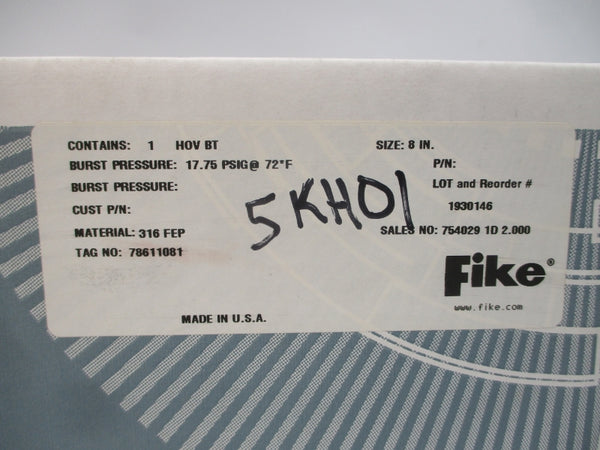 CONTAINS: 1 HOV BT
SIZE: 8 IN.
BURST PRESSURE: 17.75 PSIG@ 72°F
P/N:
BURST PRESSURE:
LOT and Reorder #
CUST P/N:
1930146
5KH01
MATERIAL: 316 FEP
SALES NO: 754029 1D 2.000
TAG NO: 78611081
Fike®
www.fike.com
MADE IN U.S.A.